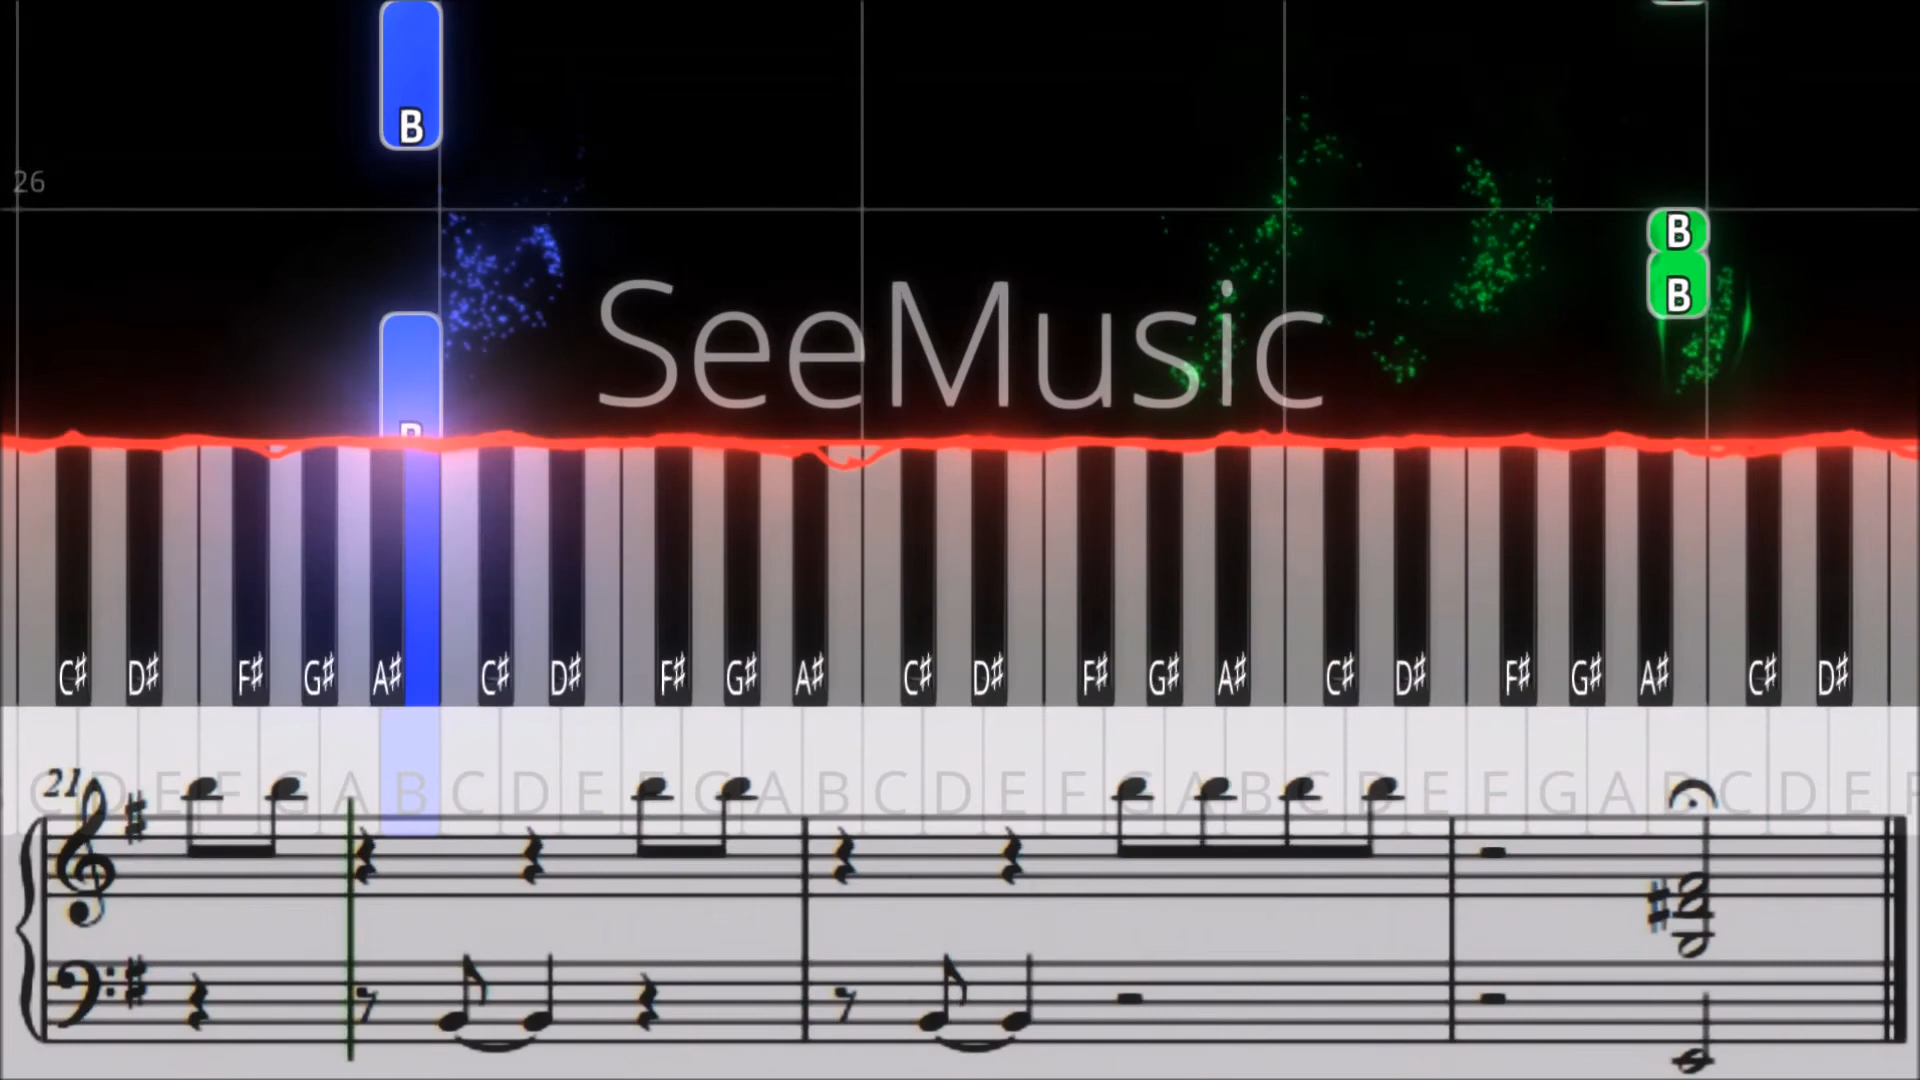 B
26
B
B
SeeMusic
B
C# D# F# G# A# C# D# F# G# A# C# D# F# G# A# C# D# F# G# A# C# D#
21
C D E F G A B C D E F G A B C D E F G A B C D E F G A B C D E F